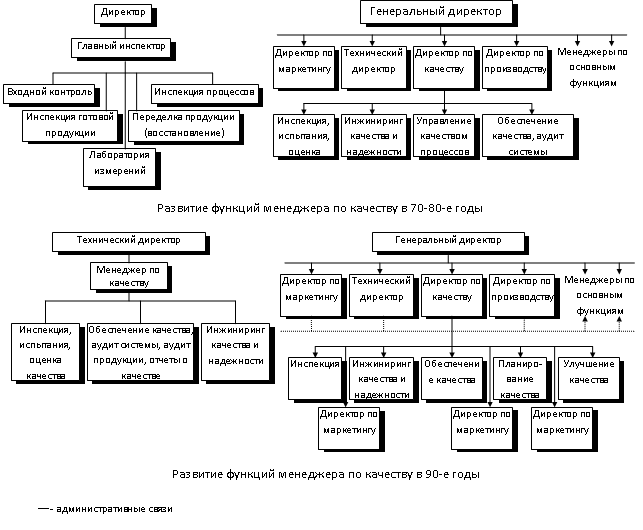 Директор
Главный инспектор
Входной контроль
Инспекция процессов
Инспекция готовой
продукции
Переделка продукции
(восстановление)
Лаборатория
измерений
Генеральный директор
Директор по
маркетингу
Технический
директор
Директор по
качеству
Директор по
производству
Менеджеры по
основным
функциям
Инспекция,
испытания,
оценка
Инжиниринг
качества и
надежности
Управление
качеством
процессов
Обеспечение
качества, аудит
системы
Развитие функций менеджера по качеству в 70-80-е годы
Технический директор
Менеджер по
качеству
Инспекция,
испытания,
оценка
качества
Обеспечение качества,
аудит системы, аудит
продукции, отчеты о
качестве
Инжиниринг
качества и
надежности
Генеральный директор
Директор по
маркетингу
Технический
директор
Директор по
качеству
Директор по
производству
Менеджеры по
основным
функциям
Инспекция
Инжиниринг
качества и
надежности
Обеспечени
е качества
Планиро-
вание
качества
Улучшение
качества
Директор по
маркетингу
Директор по
маркетингу
Директор по
маркетингу
Развитие функций менеджера по качеству в 90-е годы
— - административные связи